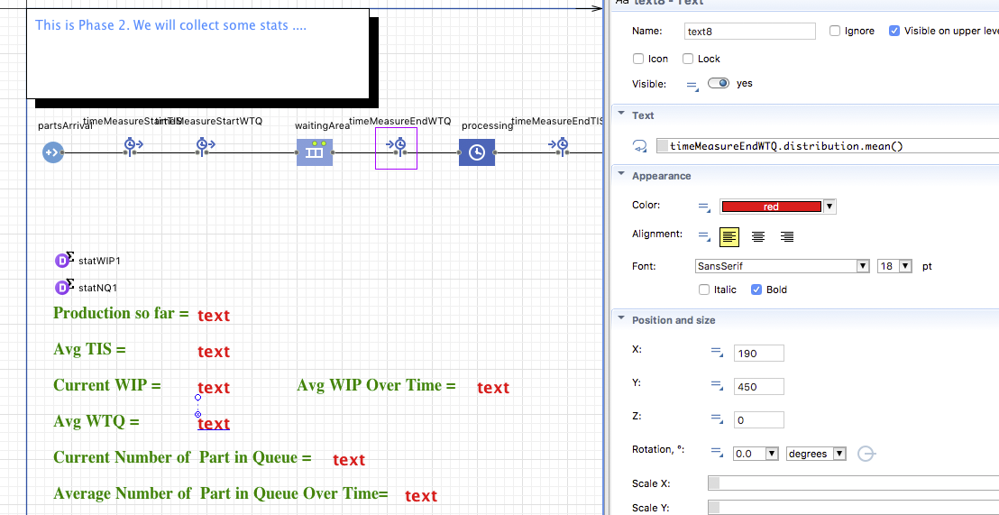 text8 - Text
This is Phase 2. We will collect some stats ....
Name: text8 Ignore Visible on upper leve
Icon Lock
Visible: yes
Text
timeMeasureEndWTQ.distribution.mean()
partsArrival timeMeasureStartTIS timeMeasureStartWTQ waitingArea timeMeasureEndWTQ processing timeMeasureEndTIS
Appearance
Color: red
Alignment:
Font: SansSerif 18 pt
Italic Bold
Position and size
X: 190
Y: 450
Z: 0
Rotation, °: 0.0 degrees
Scale X:
Scale Y:
D Σ statWIP1
D Σ statNQ1
Production so far = text
Avg TIS = text
Current WIP = text Avg WIP Over Time = text
Avg WTQ = text
Current Number of Part in Queue = text
Average Number of Part in Queue Over Time= text